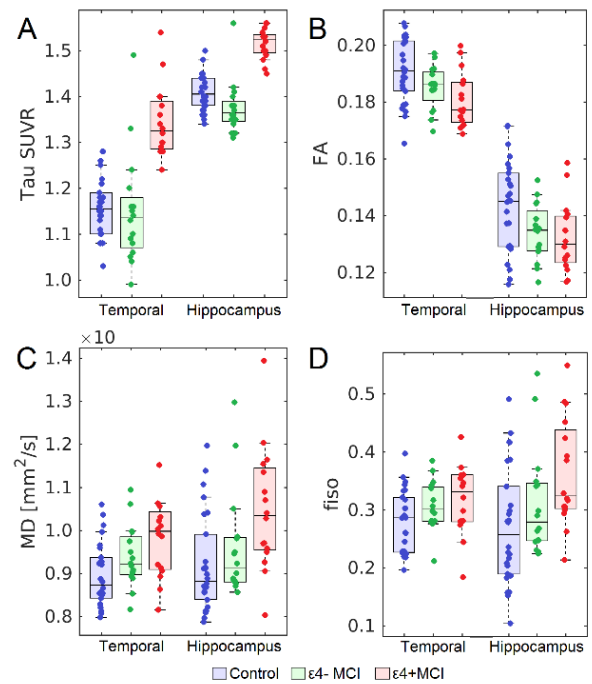 A
B
Tau SUVR
1.5
1.4
1.3
1.2
1.1
1.0
Temporal Hippocampus
FA
0.20
0.18
0.16
0.14
0.12
Temporal Hippocampus
C
D
×10
MD [mm²/s]
1.4
1.3
1.2
1.1
1.0
0.9
0.8
Temporal Hippocampus
fiso
0.5
0.4
0.3
0.2
0.1
Temporal Hippocampus
Control ε4- MCI ε4+MCI